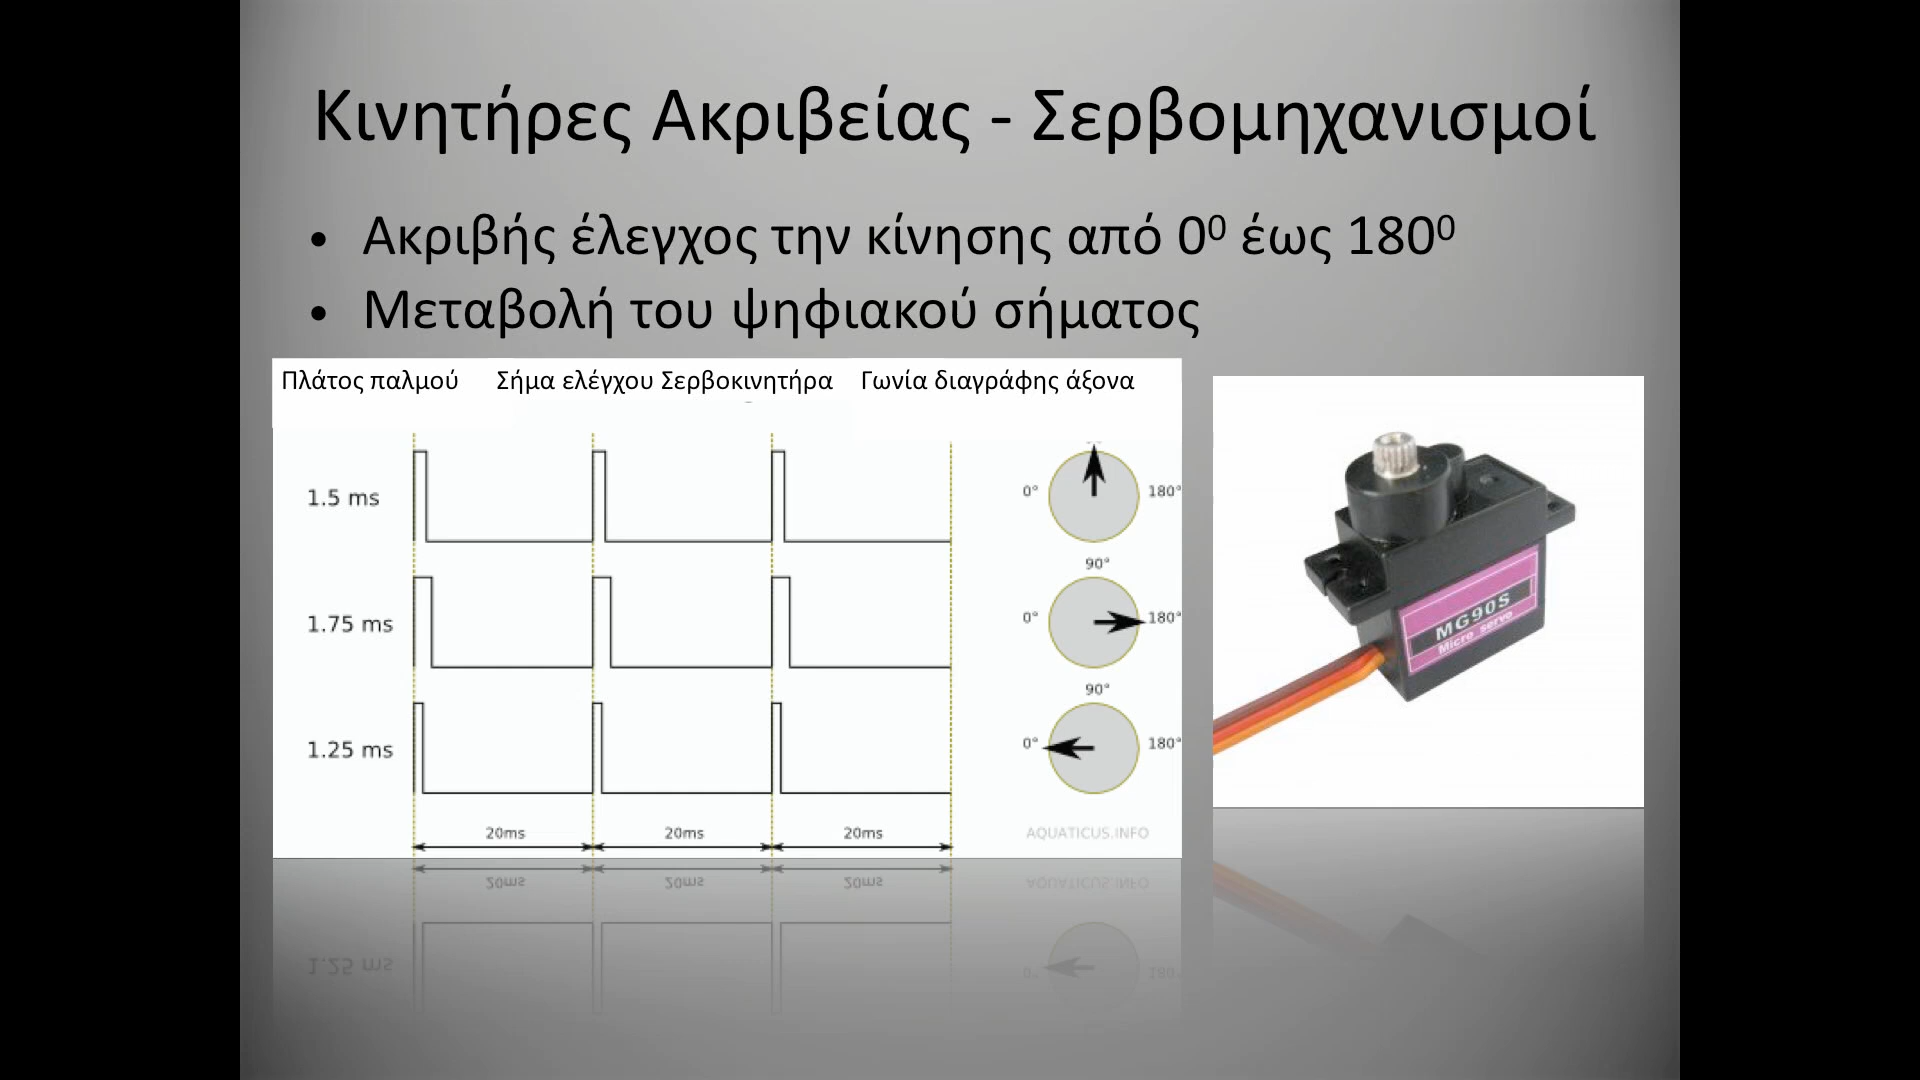 Κινητήρες Ακριβείας - Σερβομηχανισμοί
• Ακριβής έλεγχος την κίνησης από 0⁰ έως 180⁰
• Μεταβολή του ψηφιακού σήματος
Πλάτος παλμού Σήμα ελέγχου Σερβοκινητήρα Γωνία διαγράφης άξονα
1.5 ms 0° 180°
90°
1.75 ms 0° 180°
90°
1.25 ms 0° 180°
20ms 20ms 20ms AQUATICUS.INFO
MG90S
Micro servo